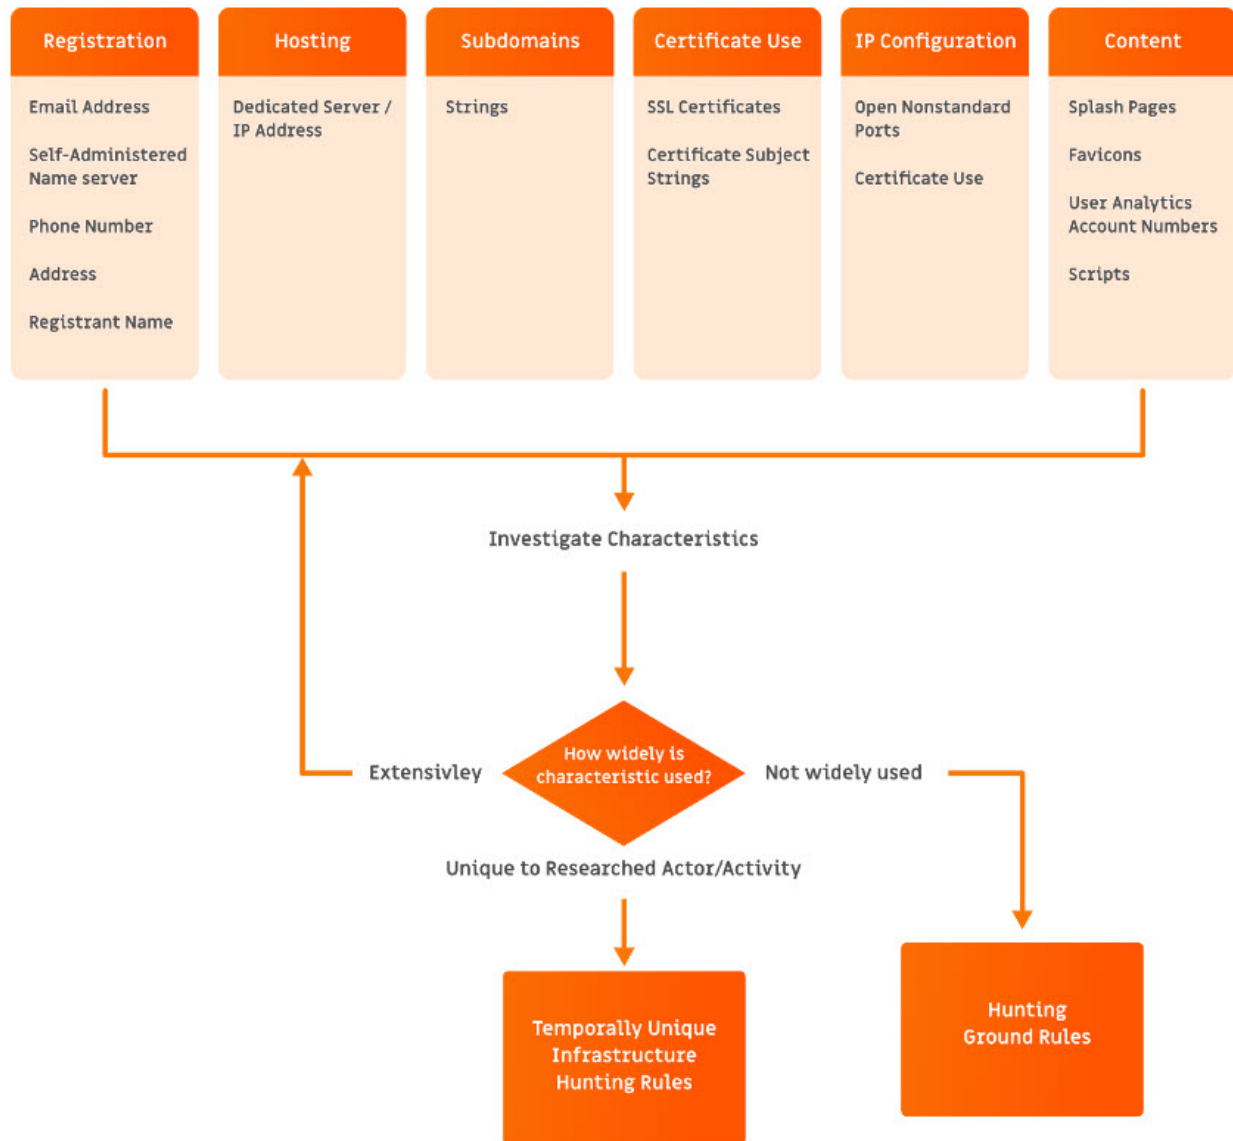 Registration
Email Address
Self-Administered
Name server
Phone Number
Address
Registrant Name
Hosting
Dedicated Server /
IP Address
Subdomains
Strings
Certificate Use
SSL Certificates
Certificate Subject
Strings
IP Configuration
Open Nonstandard
Ports
Certificate Use
Content
Splash Pages
Favicons
User Analytics
Account Numbers
Scripts
Investigate Characteristics
How widely is
characteristic used?
Extensivley
Not widely used
Unique to Researched Actor/Activity
Temporally Unique
Infrastructure
Hunting Rules
Hunting
Ground Rules